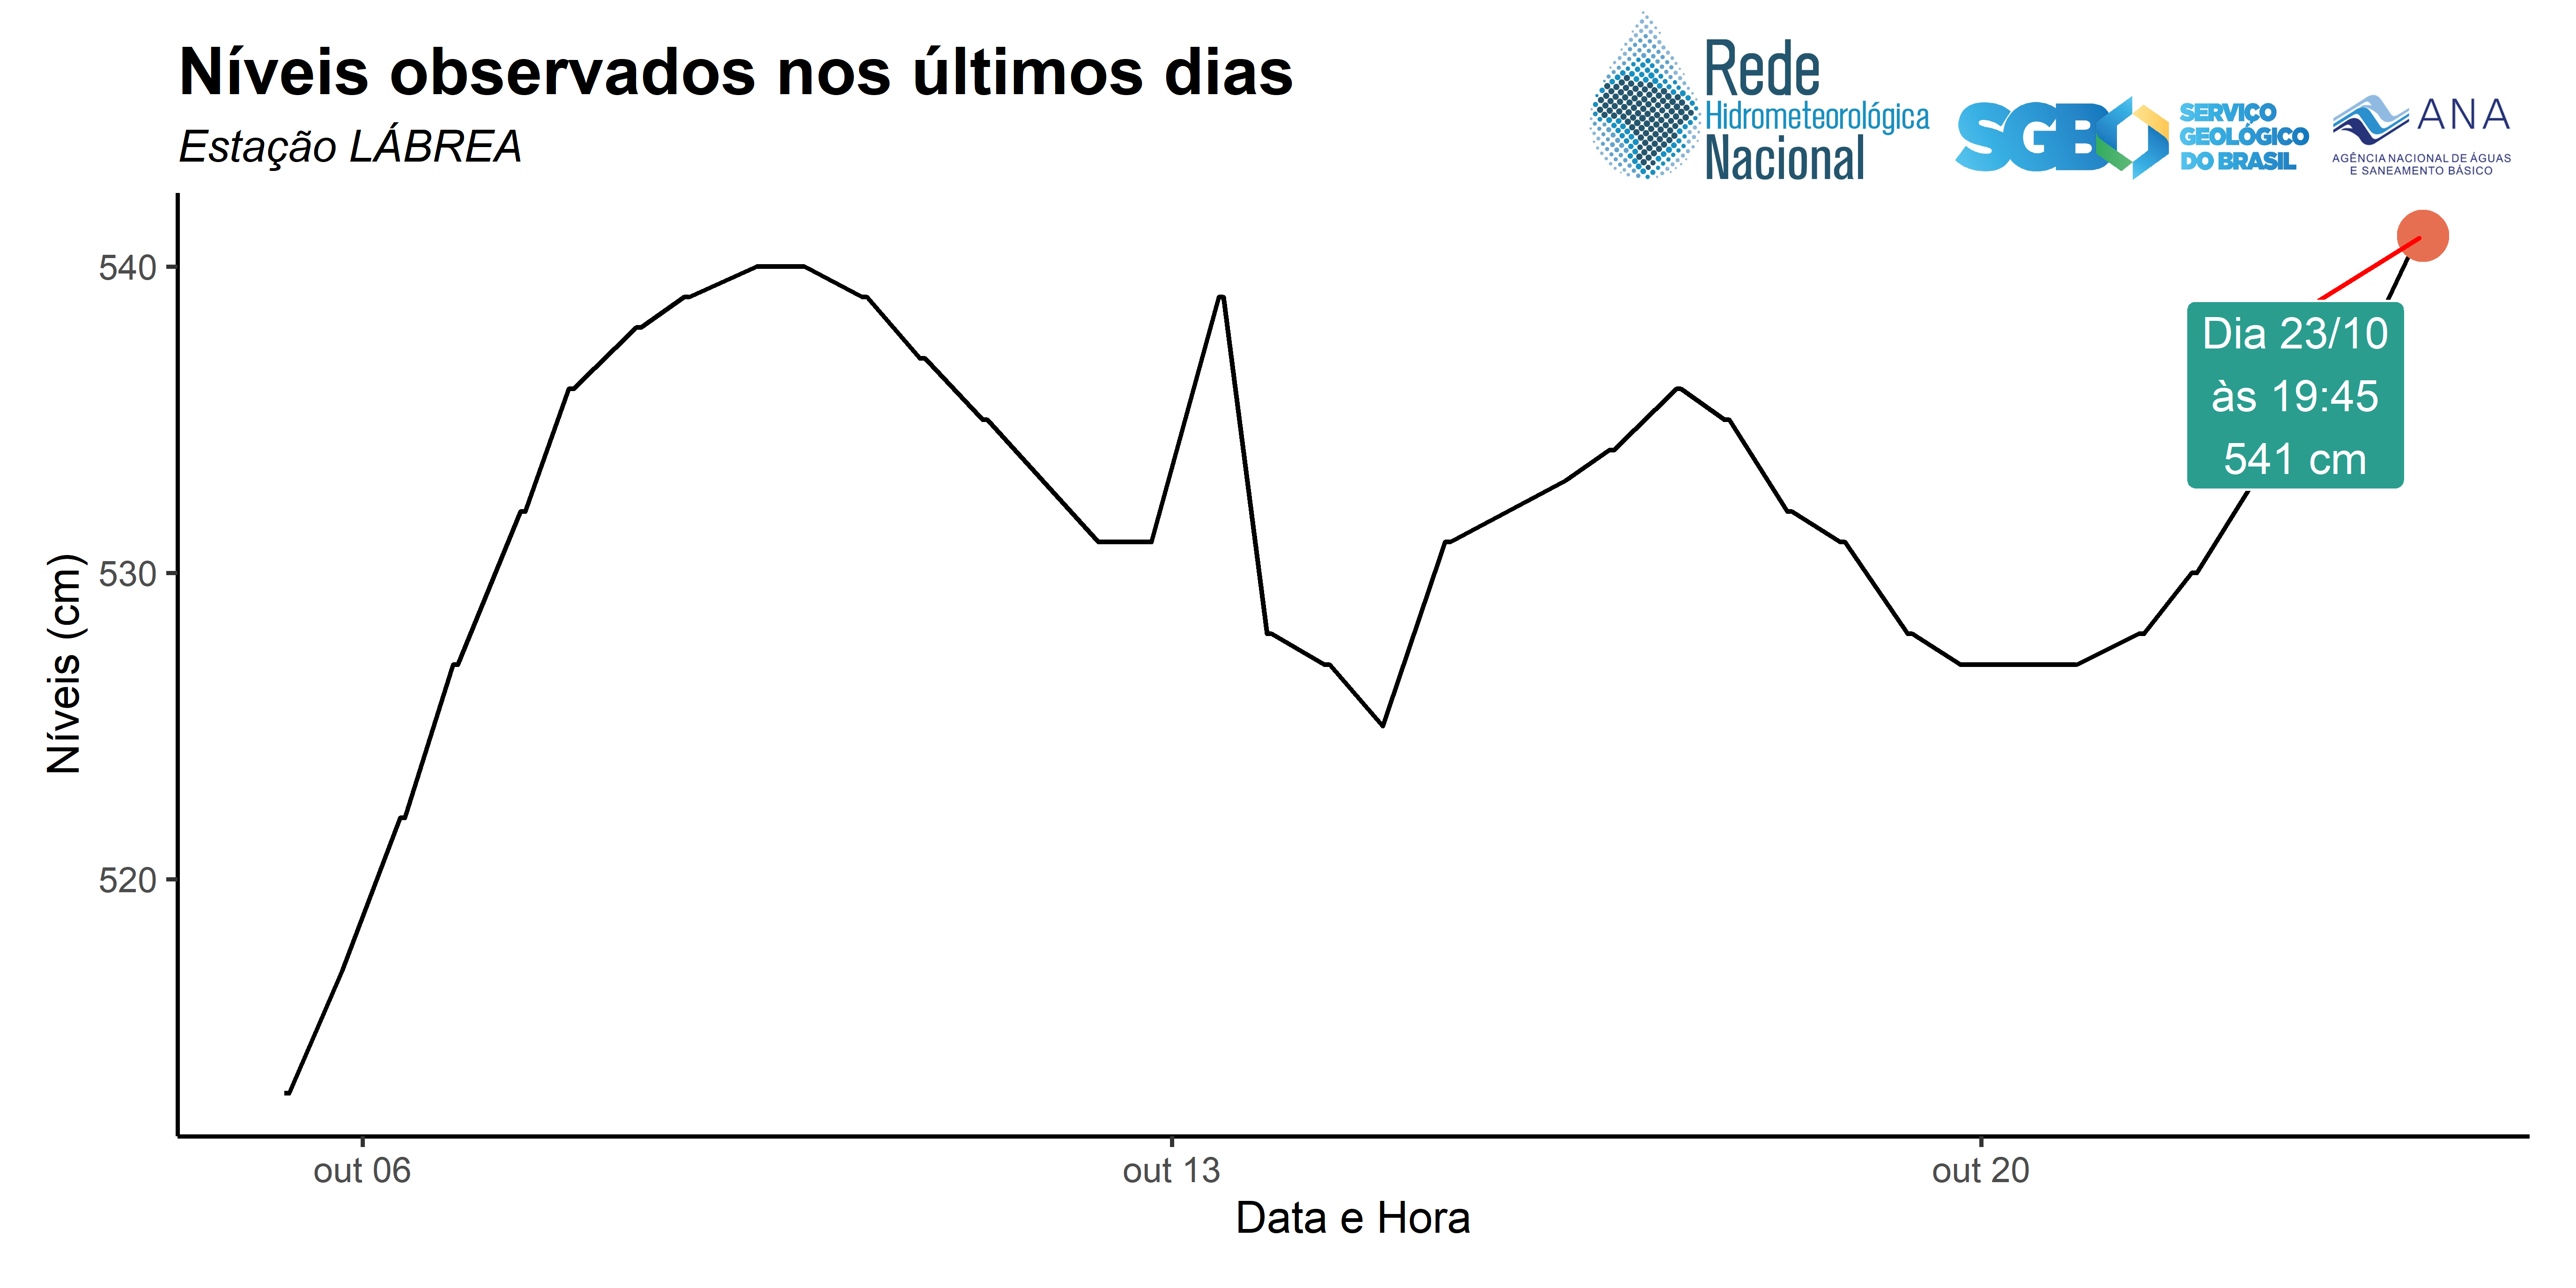 Níveis observados nos últimos dias
Estação LÁBREA
Rede
Hidrometeorológica
Nacional
SGB
SERVIÇO
GEOLÓGICO
DO BRASIL
ANA
AGÊNCIA NACIONAL DE ÁGUAS
E SANEAMENTO BÁSICO
540
530
520
Níveis (cm)
Dia 23/10
às 19:45
541 cm
out 06
out 13
out 20
Data e Hora